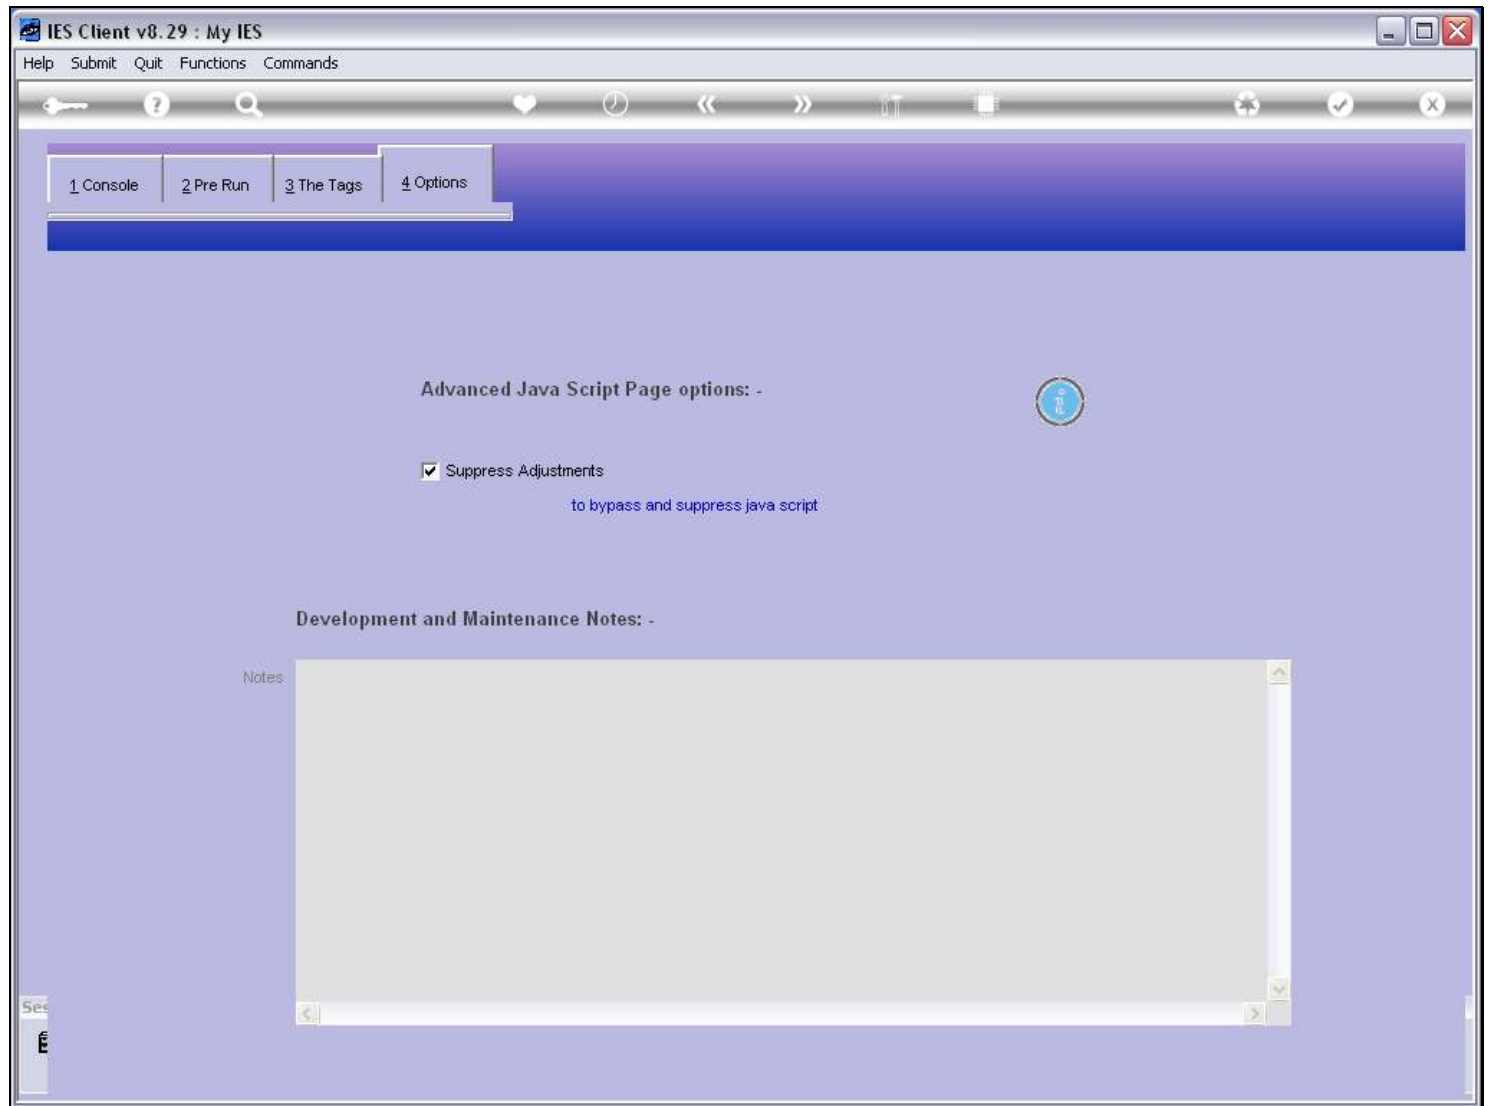 IES Client v8.29 : My IES
Help Submit Quit Functions Commands
1 Console 2 Pre Run 3 The Tags 4 Options
Advanced Java Script Page options: -
Suppress Adjustments
to bypass and suppress java script
Development and Maintenance Notes: -
Notes